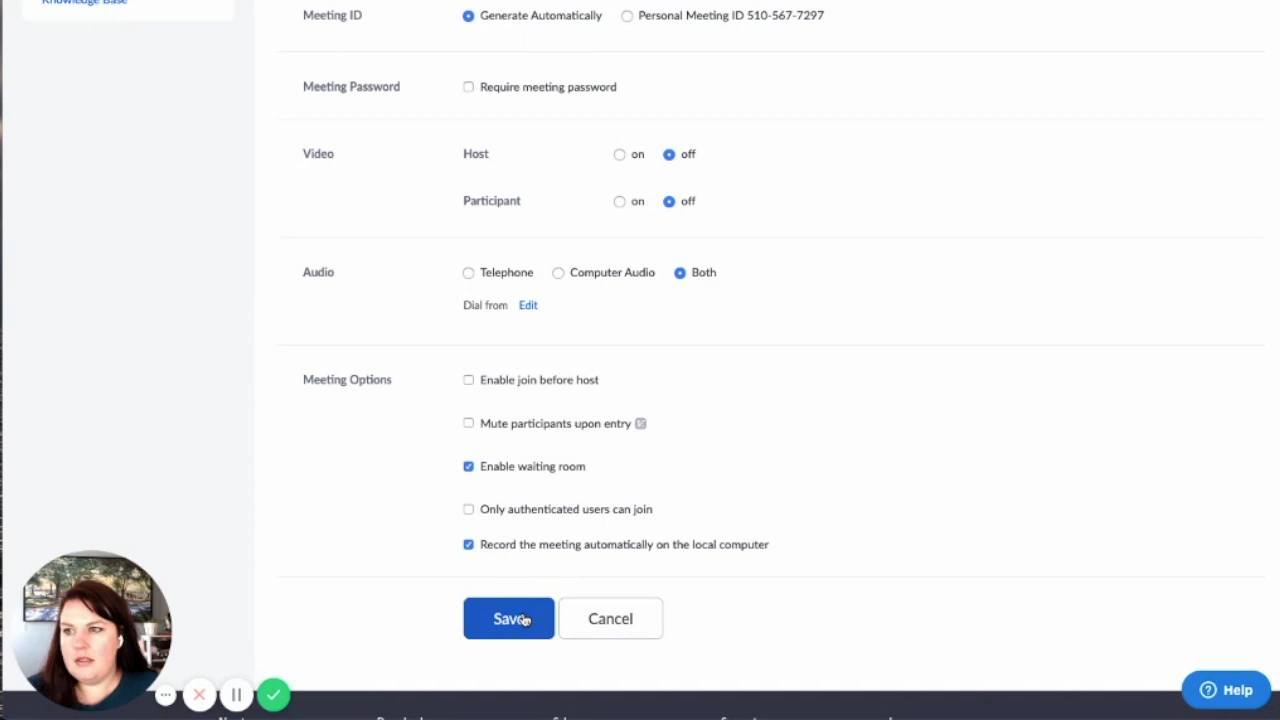 Knowledge Base
Meeting ID
Generate Automatically
Personal Meeting ID 510-567-7297
Meeting Password
Require meeting password
Video
Host
on
off
Participant
on
off
Audio
Telephone
Computer Audio
Both
Dial from Edit
Meeting Options
Enable join before host
Mute participants upon entry
Enable waiting room
Only authenticated users can join
Record the meeting automatically on the local computer
Save
Cancel
Help